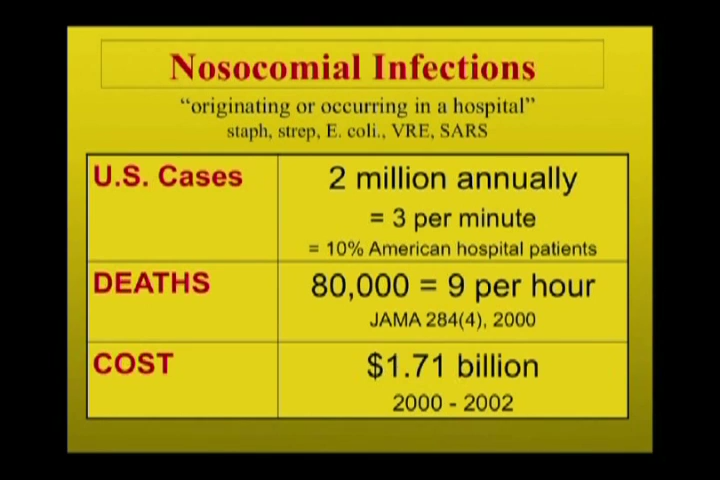 Nosocomial Infections
“originating or occurring in a hospital”
staph, strep, E. coli., VRE, SARS
U.S. Cases
2 million annually
= 3 per minute
= 10% American hospital patients
DEATHS
80,000 = 9 per hour
JAMA 284(4), 2000
COST
$1.71 billion
2000 - 2002